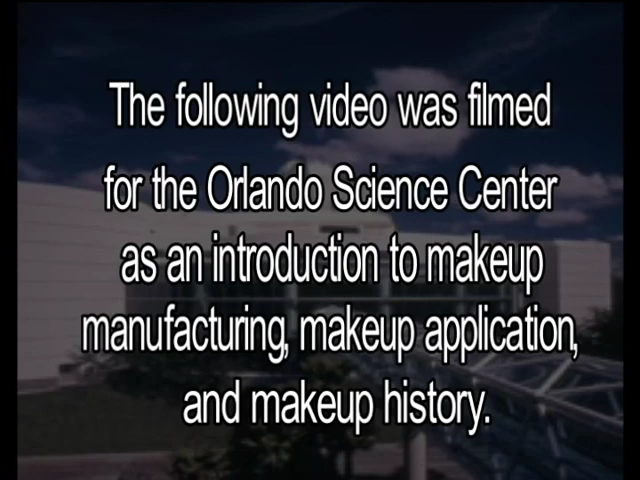 The following video was filmed
for the Orlando Science Center
as an introduction to makeup
manufacturing, makeup application,
and makeup history.